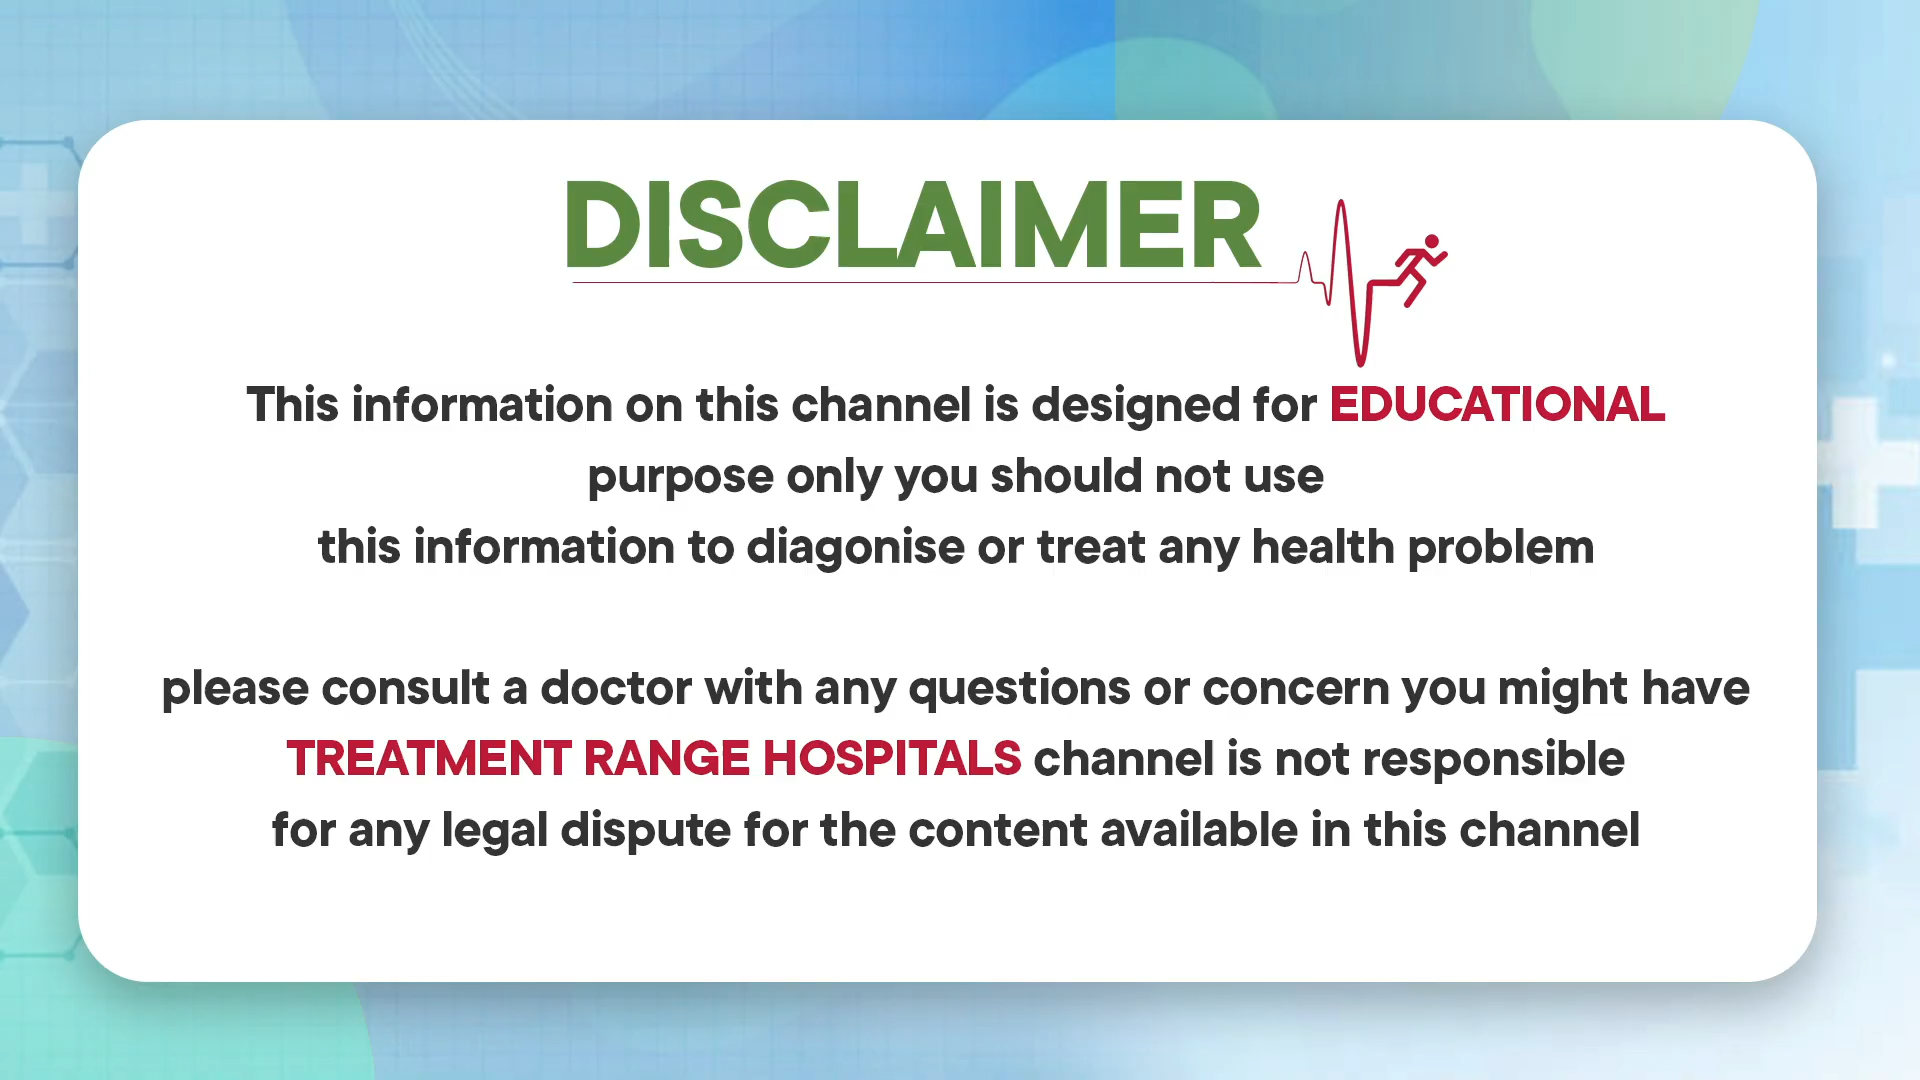 DISCLAIMER
This information on this channel is designed for EDUCATIONAL
purpose only you should not use
this information to diagonise or treat any health problem
please consult a doctor with any questions or concern you might have
TREATMENT RANGE HOSPITALS channel is not responsible
for any legal dispute for the content available in this channel